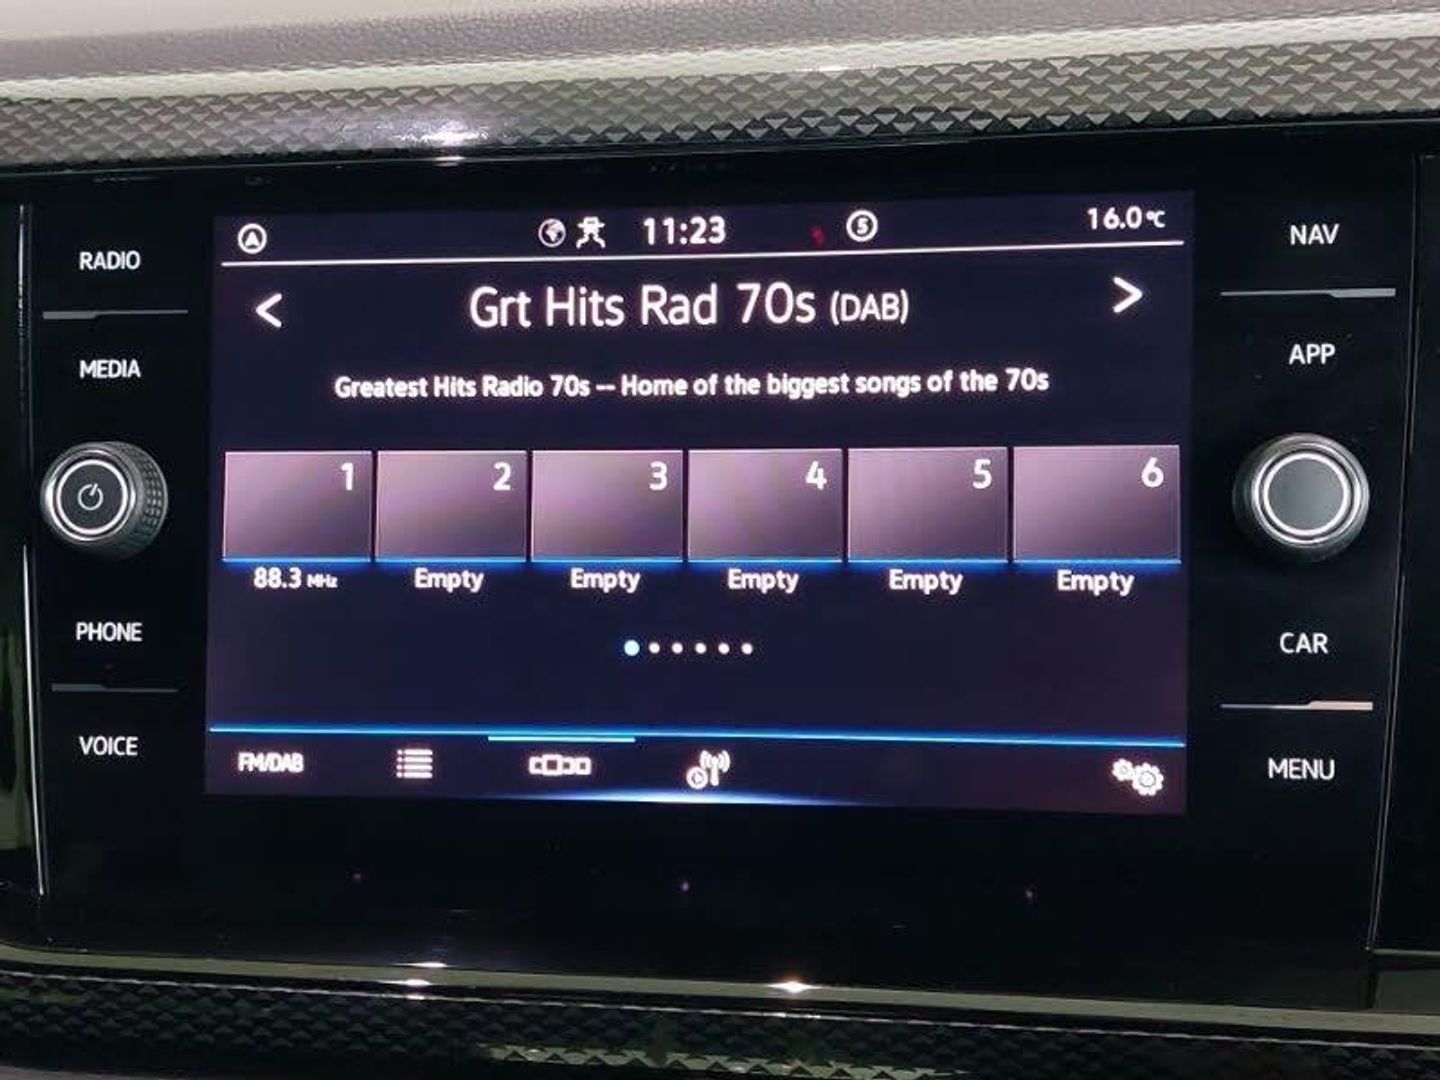 RADIO
MEDIA
PHONE
VOICE
11:23
5
16.0°C
< Grt Hits Rad 70s (DAB) >
Greatest Hits Radio 70s -- Home of the biggest songs of the 70s
1 2 3 4 5 6
88.3 MHz Empty Empty Empty Empty Empty
FM/DAB
NAV
APP
CAR
MENU